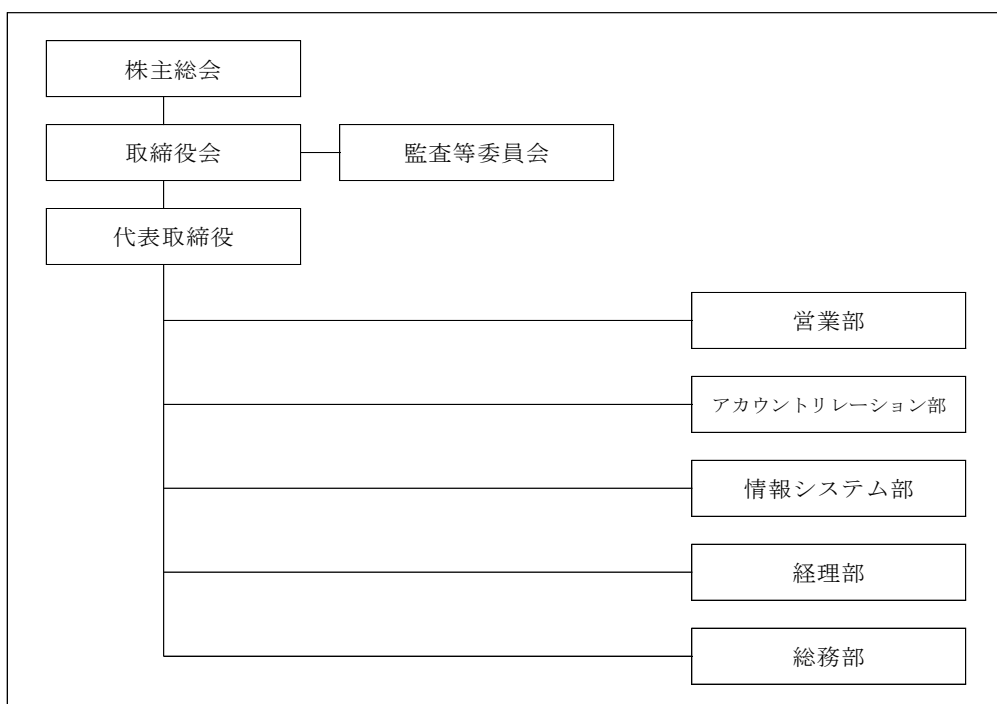 株主総会
取締役会
監査等委員会
代表取締役
営業部
アカウントリレーション部
情報システム部
経理部
総務部